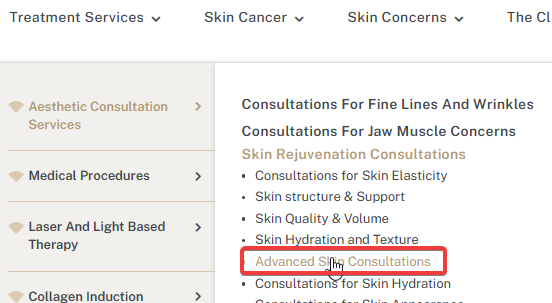 Treatment Services
Skin Cancer
Skin Concerns
The Cl
Aesthetic Consultation
Services
Medical Procedures
Laser And Light Based
Therapy
Collagen Induction
Consultations For Fine Lines And Wrinkles
Consultations For Jaw Muscle Concerns
Skin Rejuvenation Consultations
• Consultations for Skin Elasticity
• Skin structure & Support
• Skin Quality & Volume
• Skin Hydration and Texture
• Advanced Skin Consultations
• Consultations for Skin Hydration
Consultations for Skin Appearance